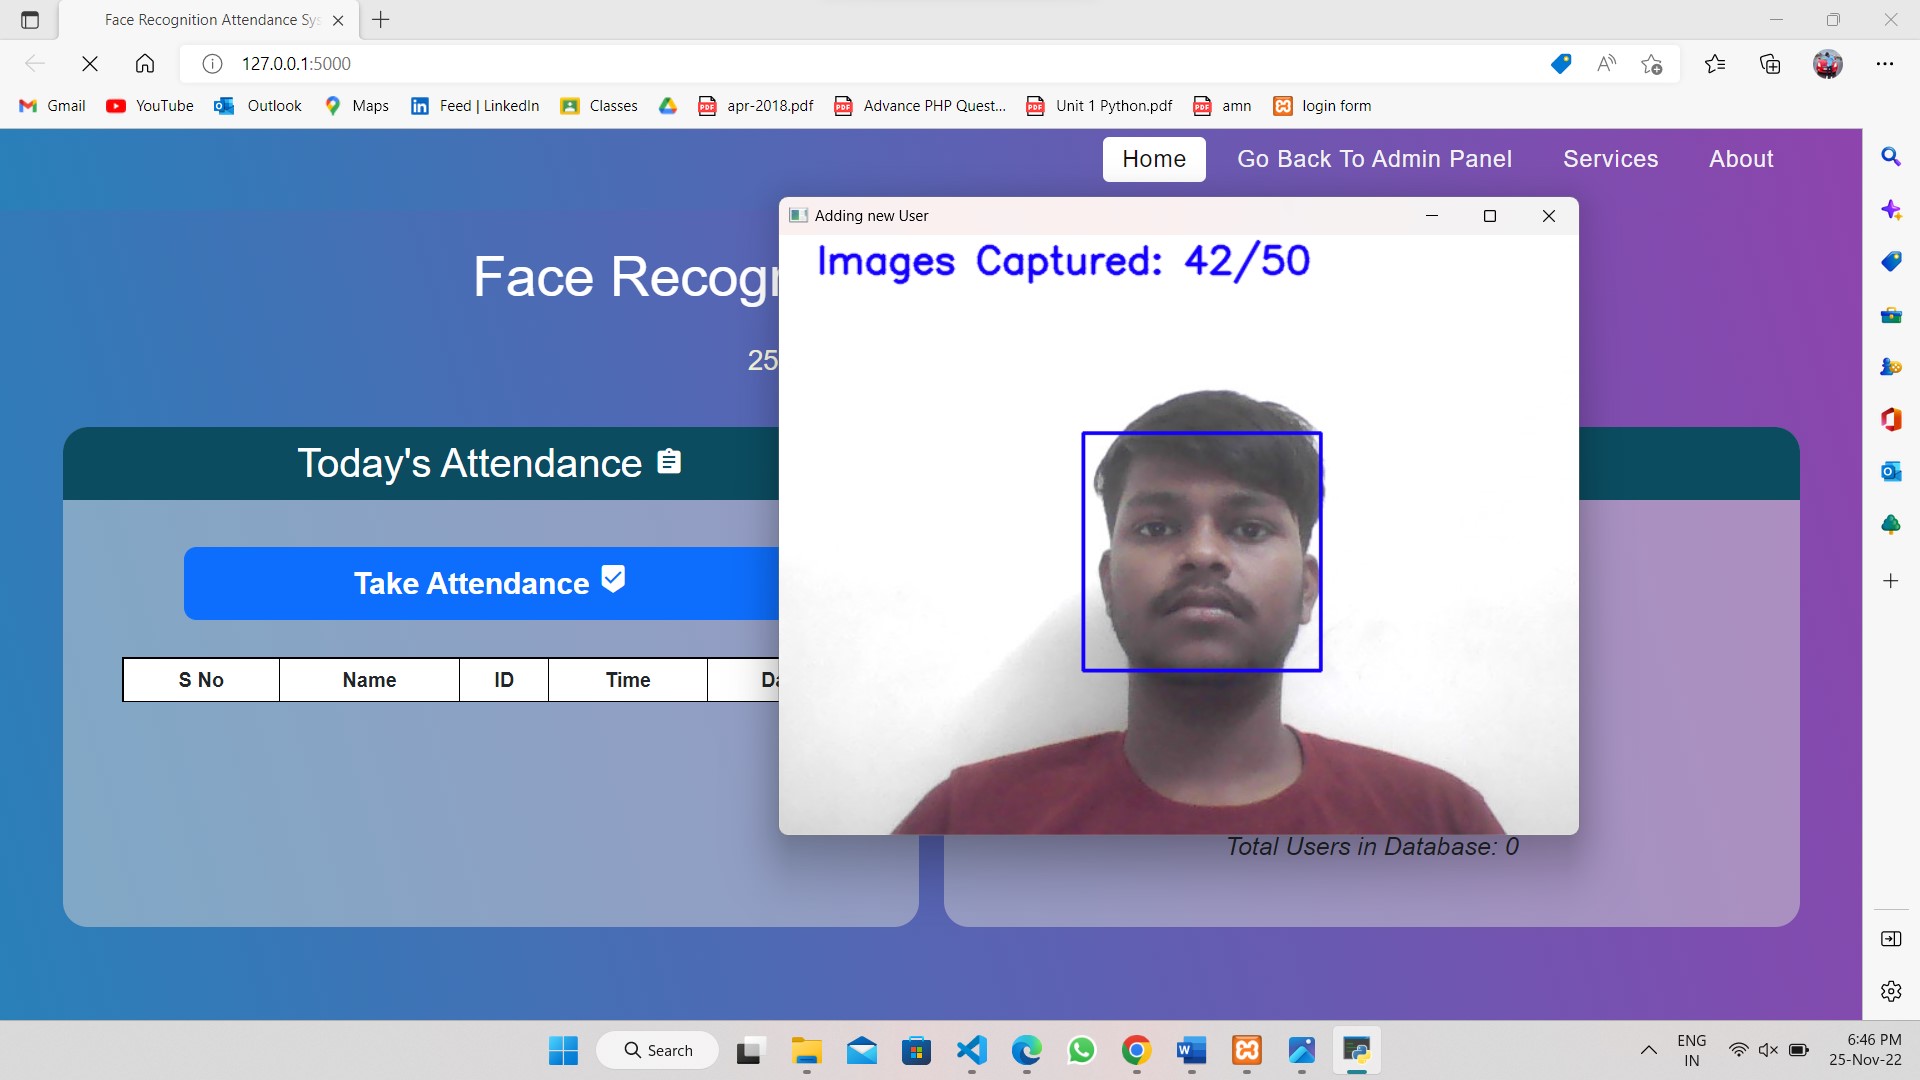 Face Recognition Attendance Sys
127.0.0.1:5000
Gmail YouTube Outlook Maps Feed | LinkedIn Classes apr-2018.pdf Advance PHP Quest... Unit 1 Python.pdf amn login form
Home Go Back To Admin Panel Services About
Adding new User
Images Captured: 42/50
Face Recogn
25
Today's Attendance
Take Attendance
S No Name ID Time Da
Total Users in Database: 0
Search
ENG
IN
6:46 PM
25-Nov-22